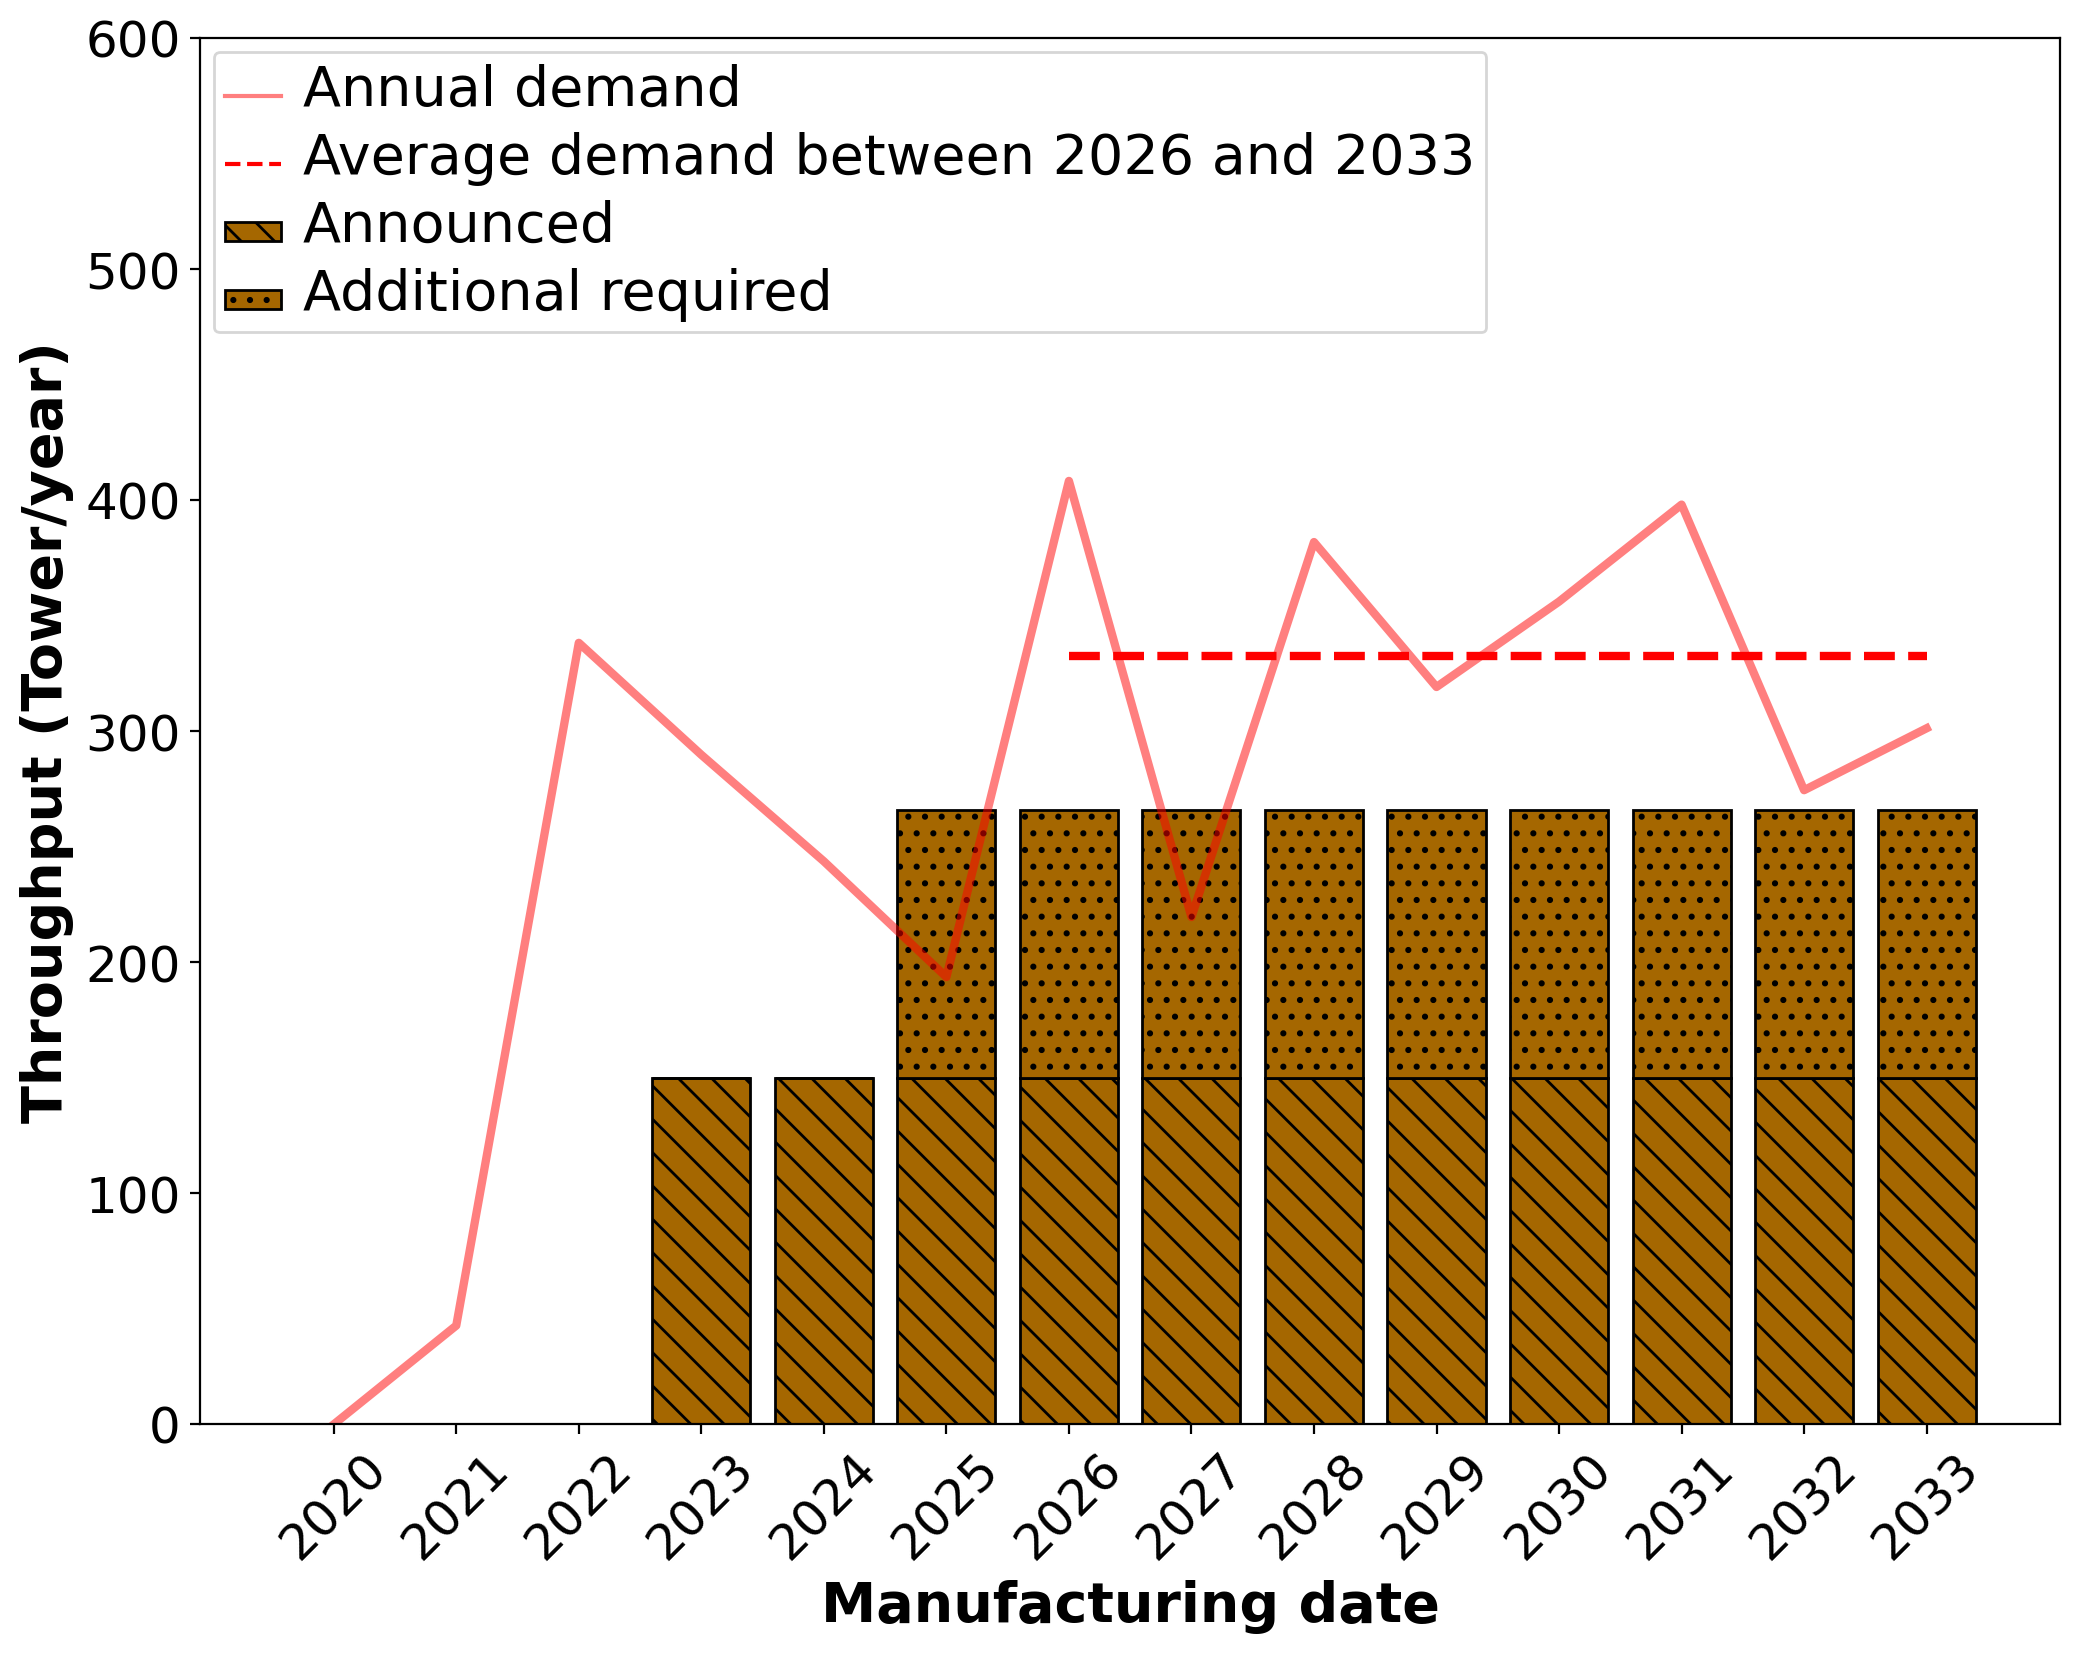 Annual demand
Average demand between 2026 and 2033
Announced
Additional required
Throughput (Tower/year)
600
500
400
300
200
100
0
2020 2021 2022 2023 2024 2025 2026 2027 2028 2029 2030 2031 2032 2033
Manufacturing date